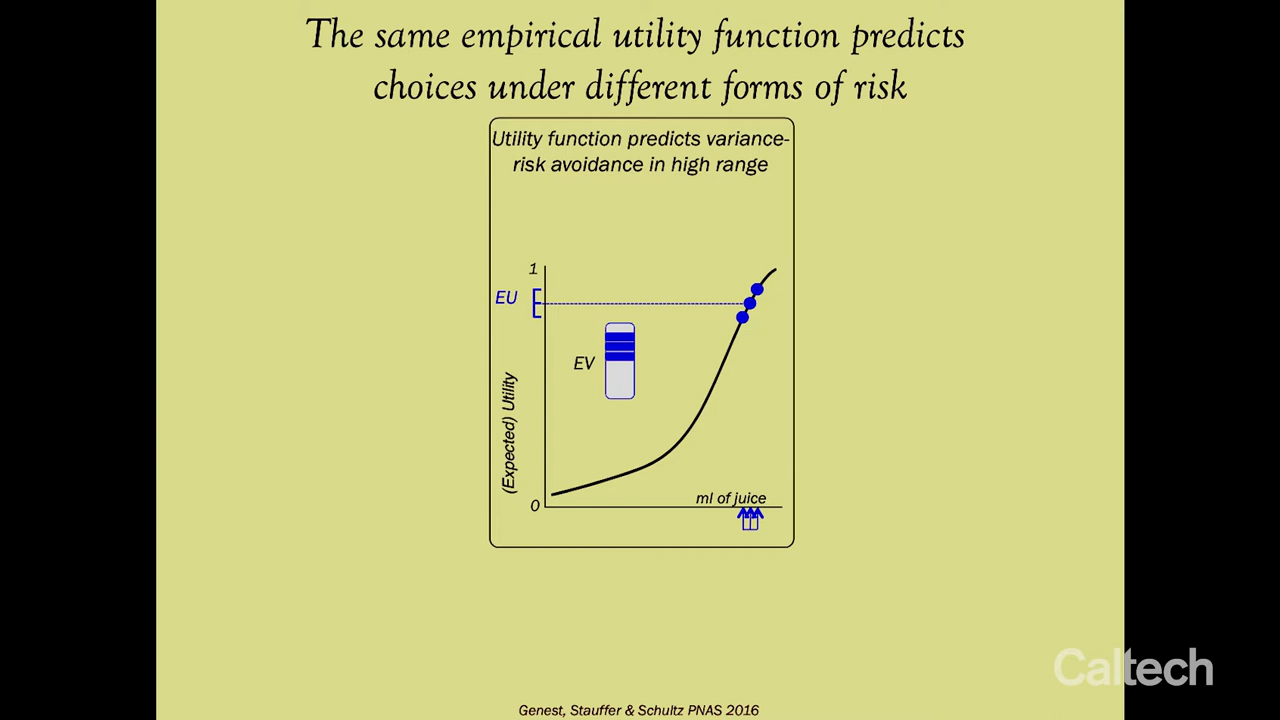 The same empirical utility function predicts
choices under different forms of risk
Utility function predicts variance-
risk avoidance in high range
1
EU
EV
(Expected) Utility
ml of juice
0
Caltech
Genest, Stauffer & Schultz PNAS 2016